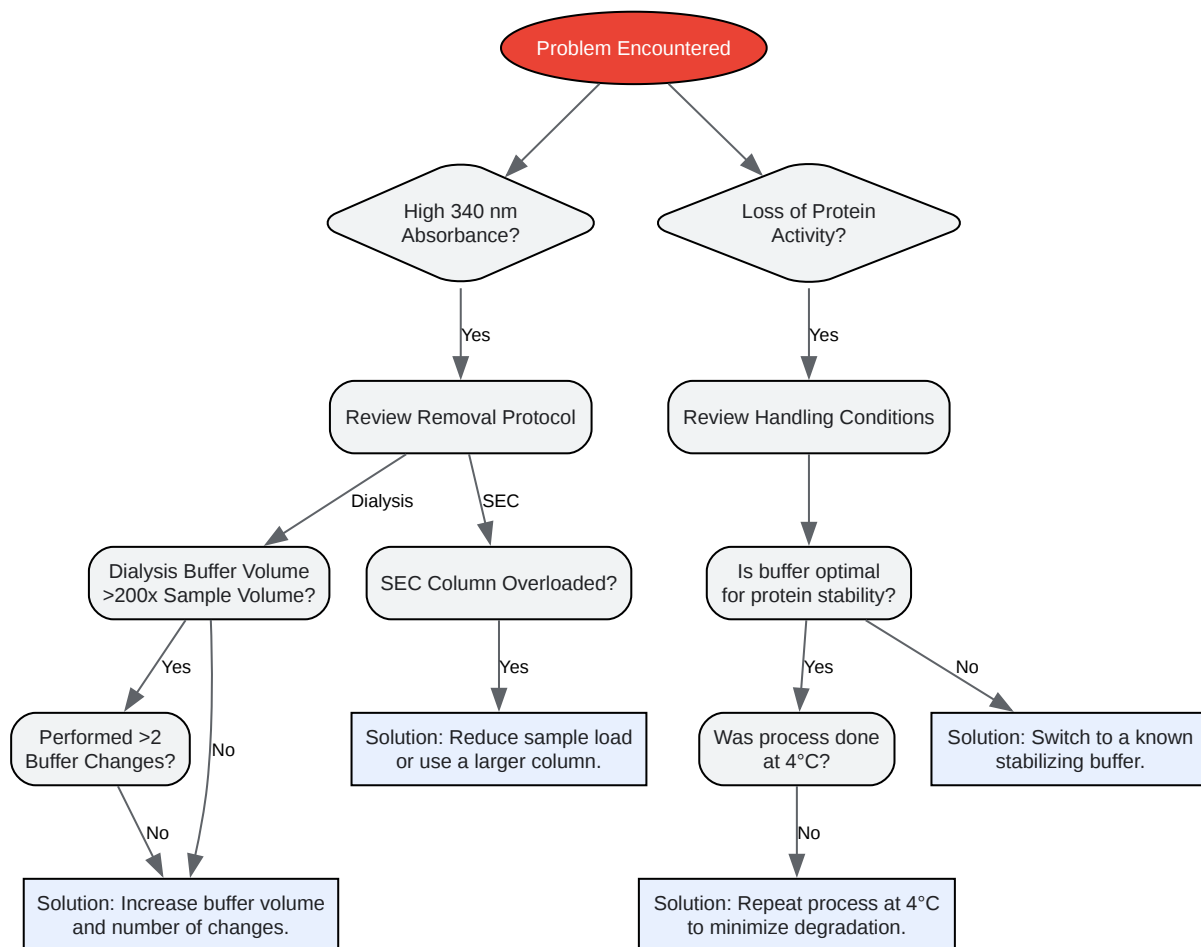 Problem Encountered
High 340 nm
Absorbance?
Loss of Protein
Activity?
Yes
Yes
Review Removal Protocol
Review Handling Conditions
Dialysis
SEC
Dialysis Buffer Volume
>200x Sample Volume?
SEC Column Overloaded?
Is buffer optimal
for protein stability?
Yes
No
Yes
Yes
No
Performed >2
Buffer Changes?
Solution: Reduce sample load
or use a larger column.
Was process done
at 4°C?
Solution: Switch to a known
stabilizing buffer.
No
No
Solution: Increase buffer volume
and number of changes.
Solution: Repeat process at 4°C
to minimize degradation.